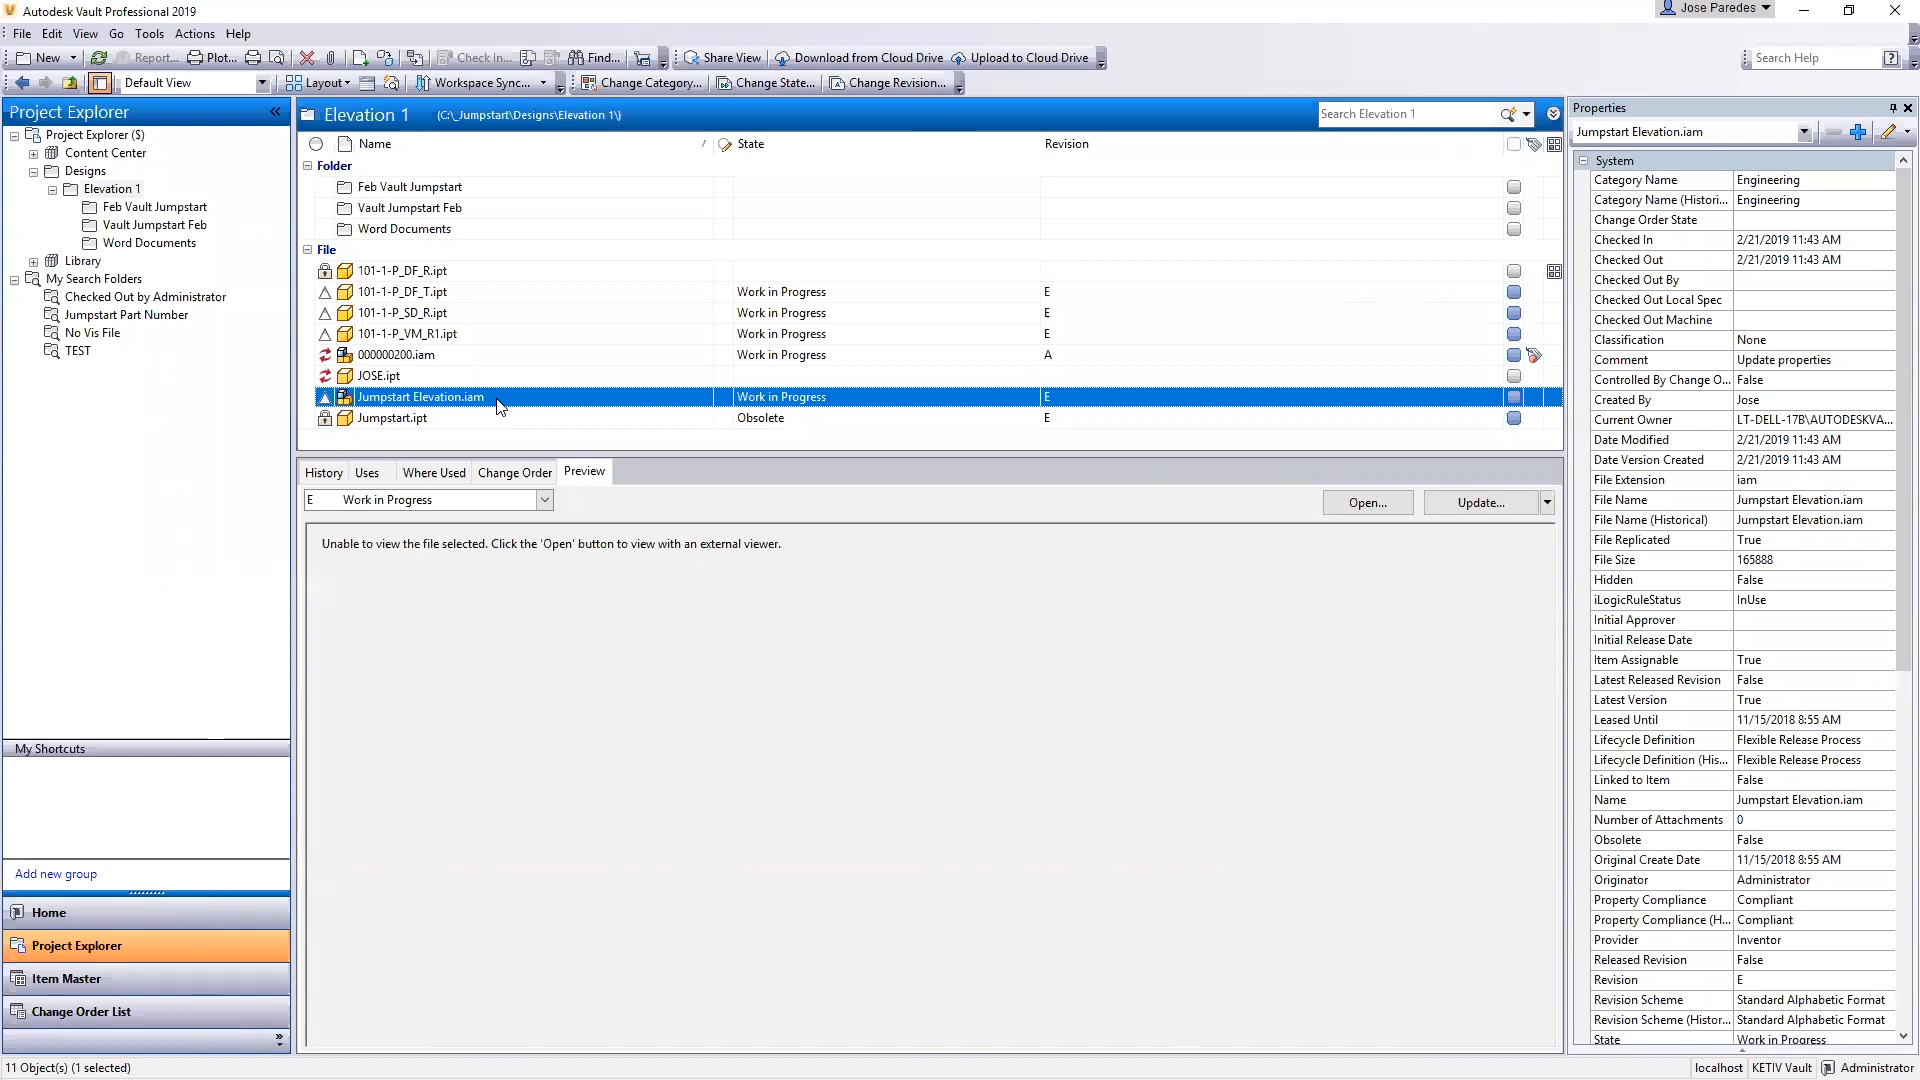 Autodesk Vault Professional 2019
Jose Paredes
File Edit View Go Tools Actions Help
New Report... Plot... Check In... Find... Share View Download from Cloud Drive Upload to Cloud Drive Search Help
Default View Layout Workspace Sync... Change Category... Change State... Change Revision...
Project Explorer
Project Explorer ($)
Content Center
Designs
Elevation 1
Feb Vault Jumpstart
Vault Jumpstart Feb
Word Documents
Library
My Search Folders
Checked Out by Administrator
Jumpstart Part Number
No Vis File
TEST
My Shortcuts
Add new group
Home
Project Explorer
Item Master
Change Order List
Elevation 1 (C:\_Jumpstart\Designs\Elevation 1\) Search Elevation 1
Name State Revision
Folder
Feb Vault Jumpstart
Vault Jumpstart Feb
Word Documents
File
101-1-P_DF_R.ipt
101-1-P_DF_T.ipt Work in Progress E
101-1-P_SD_R.ipt Work in Progress E
101-1-P_VM_R1.ipt Work in Progress E
000000200.iam Work in Progress A
JOSE.ipt
Jumpstart Elevation.iam Work in Progress E
Jumpstart.ipt Obsolete E
History Uses Where Used Change Order Preview
E Work in Progress Open... Update...
Unable to view the file selected. Click the 'Open' button to view with an external viewer.
Properties
Jumpstart Elevation.iam
System
Category Name Engineering
Category Name (Histori... Engineering
Change Order State
Checked In 2/21/2019 11:43 AM
Checked Out 2/21/2019 11:43 AM
Checked Out By
Checked Out Local Spec
Checked Out Machine
Classification None
Comment Update properties
Controlled By Change O... False
Created By Jose
Current Owner LT-DELL-17B\AUTODESKVA...
Date Modified 2/21/2019 11:43 AM
Date Version Created 2/21/2019 11:43 AM
File Extension iam
File Name Jumpstart Elevation.iam
File Name (Historical) Jumpstart Elevation.iam
File Replicated True
File Size 165888
Hidden False
iLogicRuleStatus InUse
Initial Approver
Initial Release Date
Item Assignable True
Latest Released Revision False
Latest Version True
Leased Until 11/15/2018 8:55 AM
Lifecycle Definition Flexible Release Process
Lifecycle Definition (His... Flexible Release Process
Linked to Item False
Name Jumpstart Elevation.iam
Number of Attachments 0
Obsolete False
Original Create Date 11/15/2018 8:55 AM
Originator Administrator
Property Compliance Compliant
Property Compliance (H... Compliant
Provider Inventor
Released Revision False
Revision E
Revision Scheme Standard Alphabetic Format
Revision Scheme (Histor... Standard Alphabetic Format
State Work in Progress
11 Object(s) (1 selected) localhost KETIV Vault Administrator